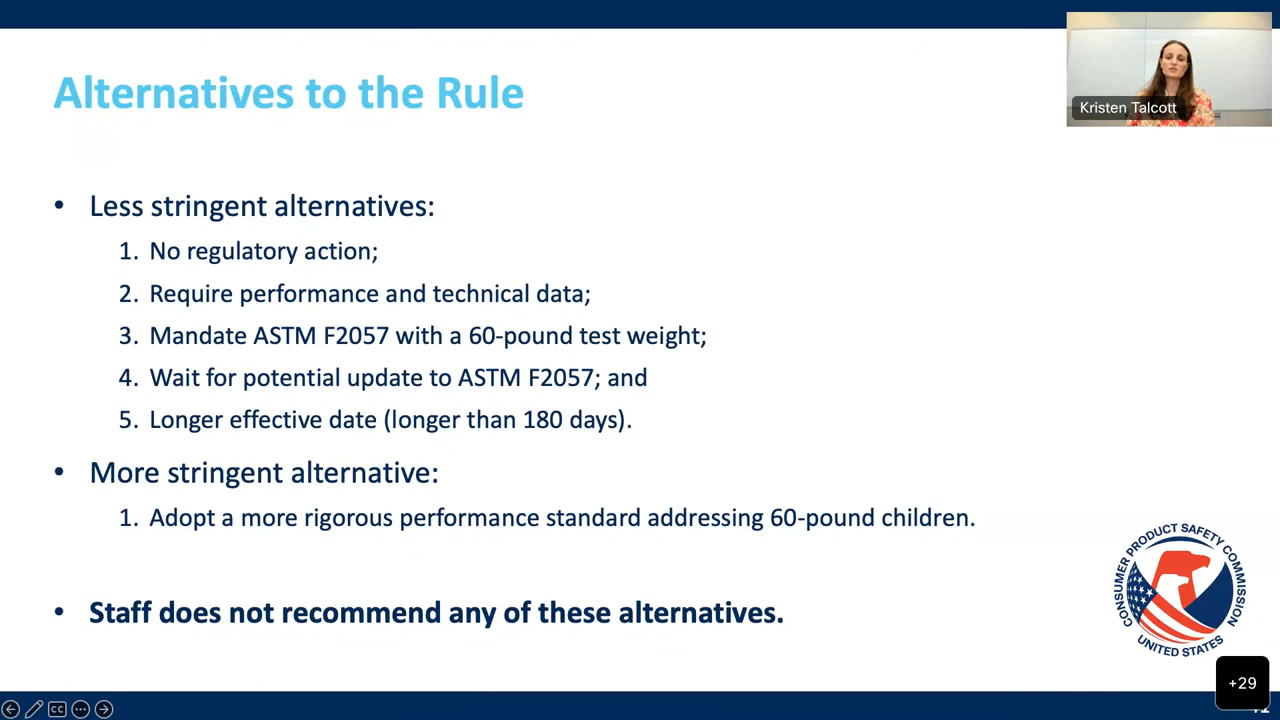 Alternatives to the Rule
Kristen Talcott
• Less stringent alternatives:
1. No regulatory action;
2. Require performance and technical data;
3. Mandate ASTM F2057 with a 60-pound test weight;
4. Wait for potential update to ASTM F2057; and
5. Longer effective date (longer than 180 days).
• More stringent alternative:
1. Adopt a more rigorous performance standard addressing 60-pound children.
• Staff does not recommend any of these alternatives.
CONSUMER PRODUCT SAFETY COMMISSION
UNITED STATES
+29
CC